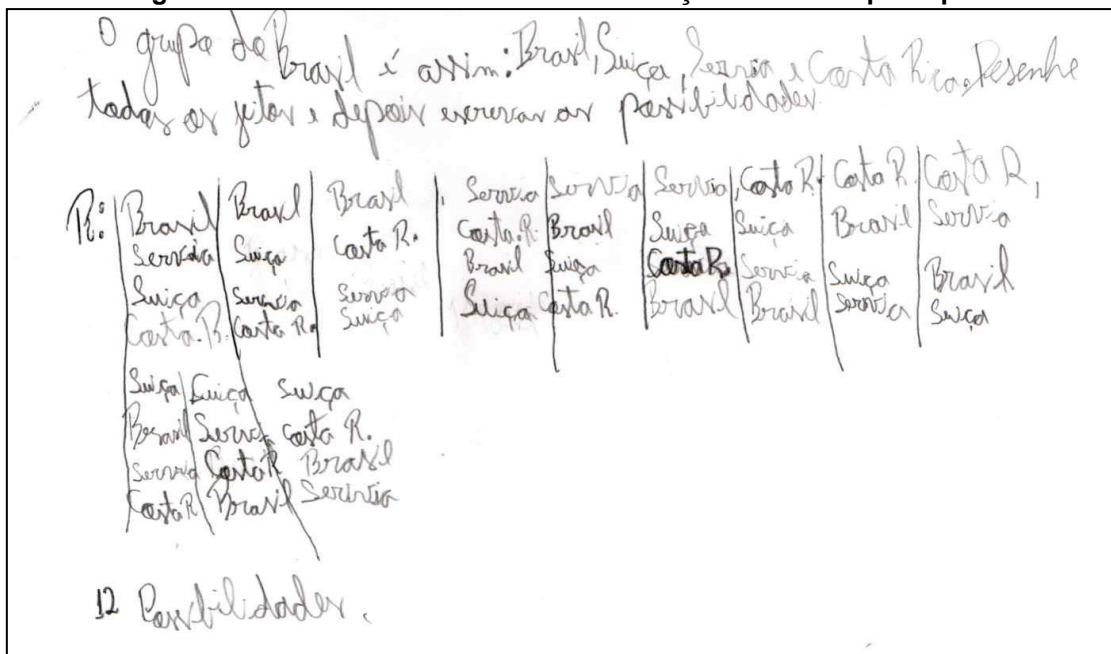 O grupo do Brasil é assim: Brasil, Suiça, Servia e Costa Rica. Desenhe
todas os jeitos e depois escrevam as possibilidades.
R: Brasil | Brasil | Brasil | Servia | Servia | Servia | Costa R. | Costa R. | Costa R,
Servia | Suiça | Costa R. | Costa. R. | Brasil | Suiça | Suiça | Brasil | Servia
Suiça | Servia | Servia | Brasil | Suiça | Costa R. | Servia | Suiça | Brasil
Costa. R. | Costa R. | Suiça | Suiça | Costa R. | Brasil | Brasil | Servia | Suiça
Suiça | Suiça | Suiça
Brasil | Servia | Costa R.
Servia | Costa R | Brasil
Costa R | Brasil | Servia
12 Possibilidades.